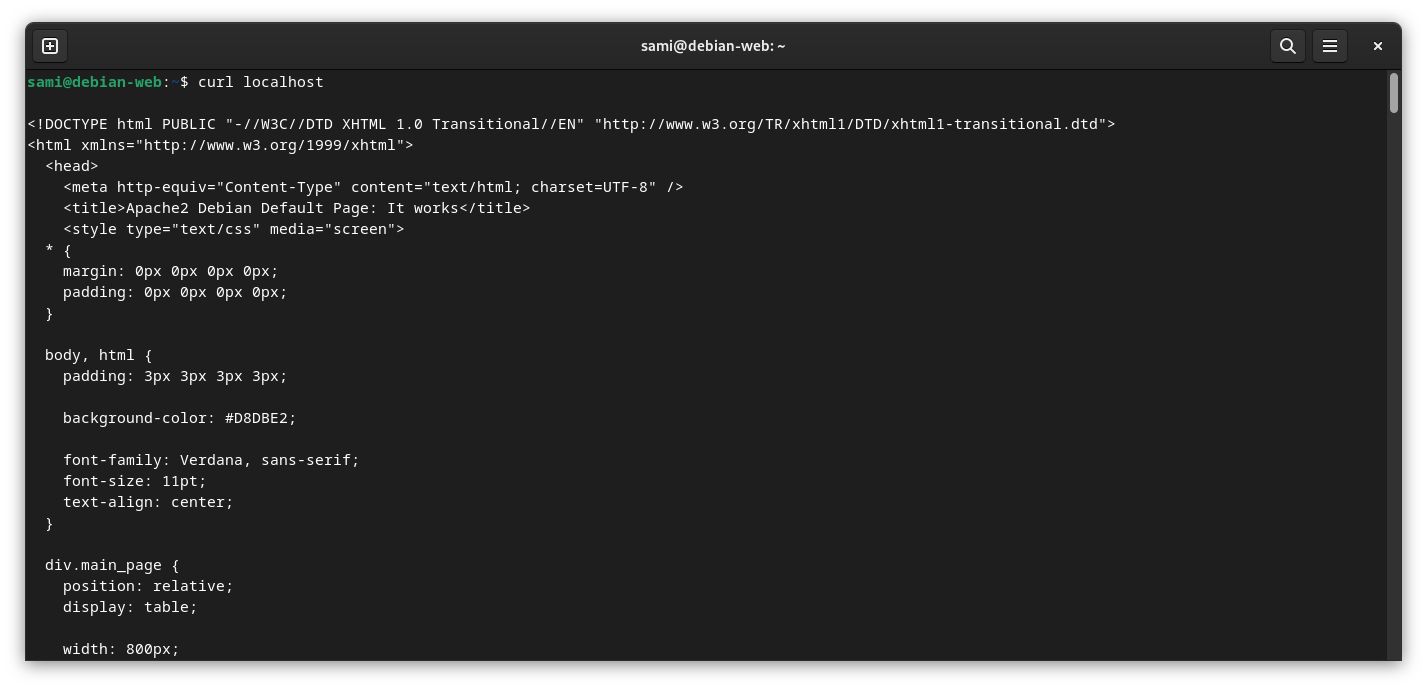 sami@debian-web: ~
sami@debian-web:~$ curl localhost
<!DOCTYPE html PUBLIC "-//W3C//DTD XHTML 1.0 Transitional//EN" "http://www.w3.org/TR/xhtml1/DTD/xhtml1-transitional.dtd">
<html xmlns="http://www.w3.org/1999/xhtml">
  <head>
    <meta http-equiv="Content-Type" content="text/html; charset=UTF-8" />
    <title>Apache2 Debian Default Page: It works</title>
    <style type="text/css" media="screen">
  * {
    margin: 0px 0px 0px 0px;
    padding: 0px 0px 0px 0px;
  }
  body, html {
    padding: 3px 3px 3px 3px;
    background-color: #D8DBE2;
    font-family: Verdana, sans-serif;
    font-size: 11pt;
    text-align: center;
  }
  div.main_page {
    position: relative;
    display: table;
    width: 800px;